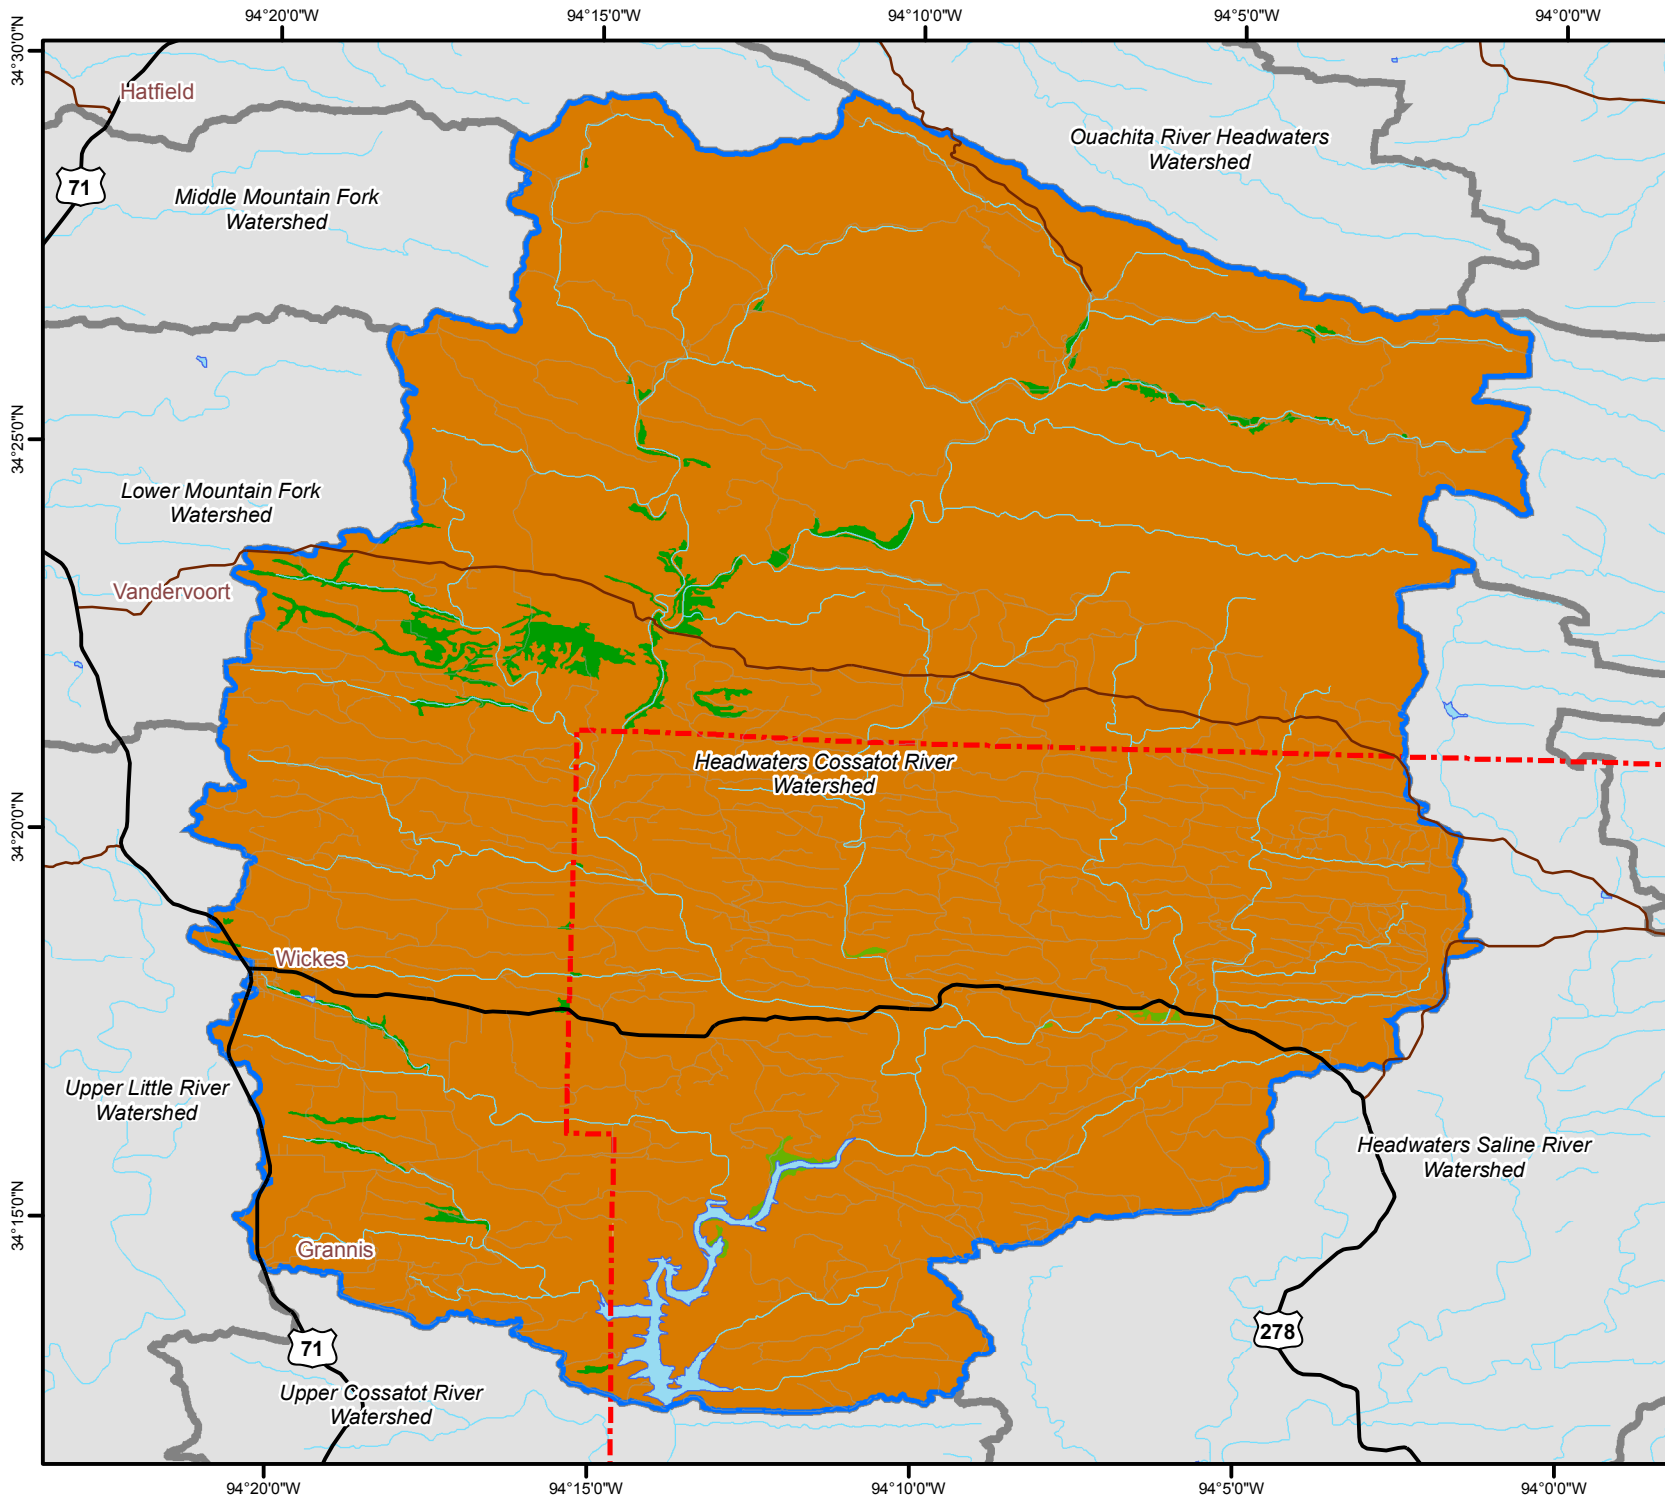 94°20'0"W 94°15'0"W 94°10'0"W 94°5'0"W 94°0'0"W
34°30'0"N
Hatfield
71
Ouachita River Headwaters
Watershed
Middle Mountain Fork
Watershed
34°25'0"N
Lower Mountain Fork
Watershed
Vandervoort
Headwaters Cossatot River
Watershed
34°20'0"N
Wickes
Upper Little River
Watershed
Headwaters Saline River
Watershed
34°15'0"N
Grannis
278
71
Upper Cossatot River
Watershed
94°20'0"W 94°15'0"W 94°10'0"W 94°5'0"W 94°0'0"W